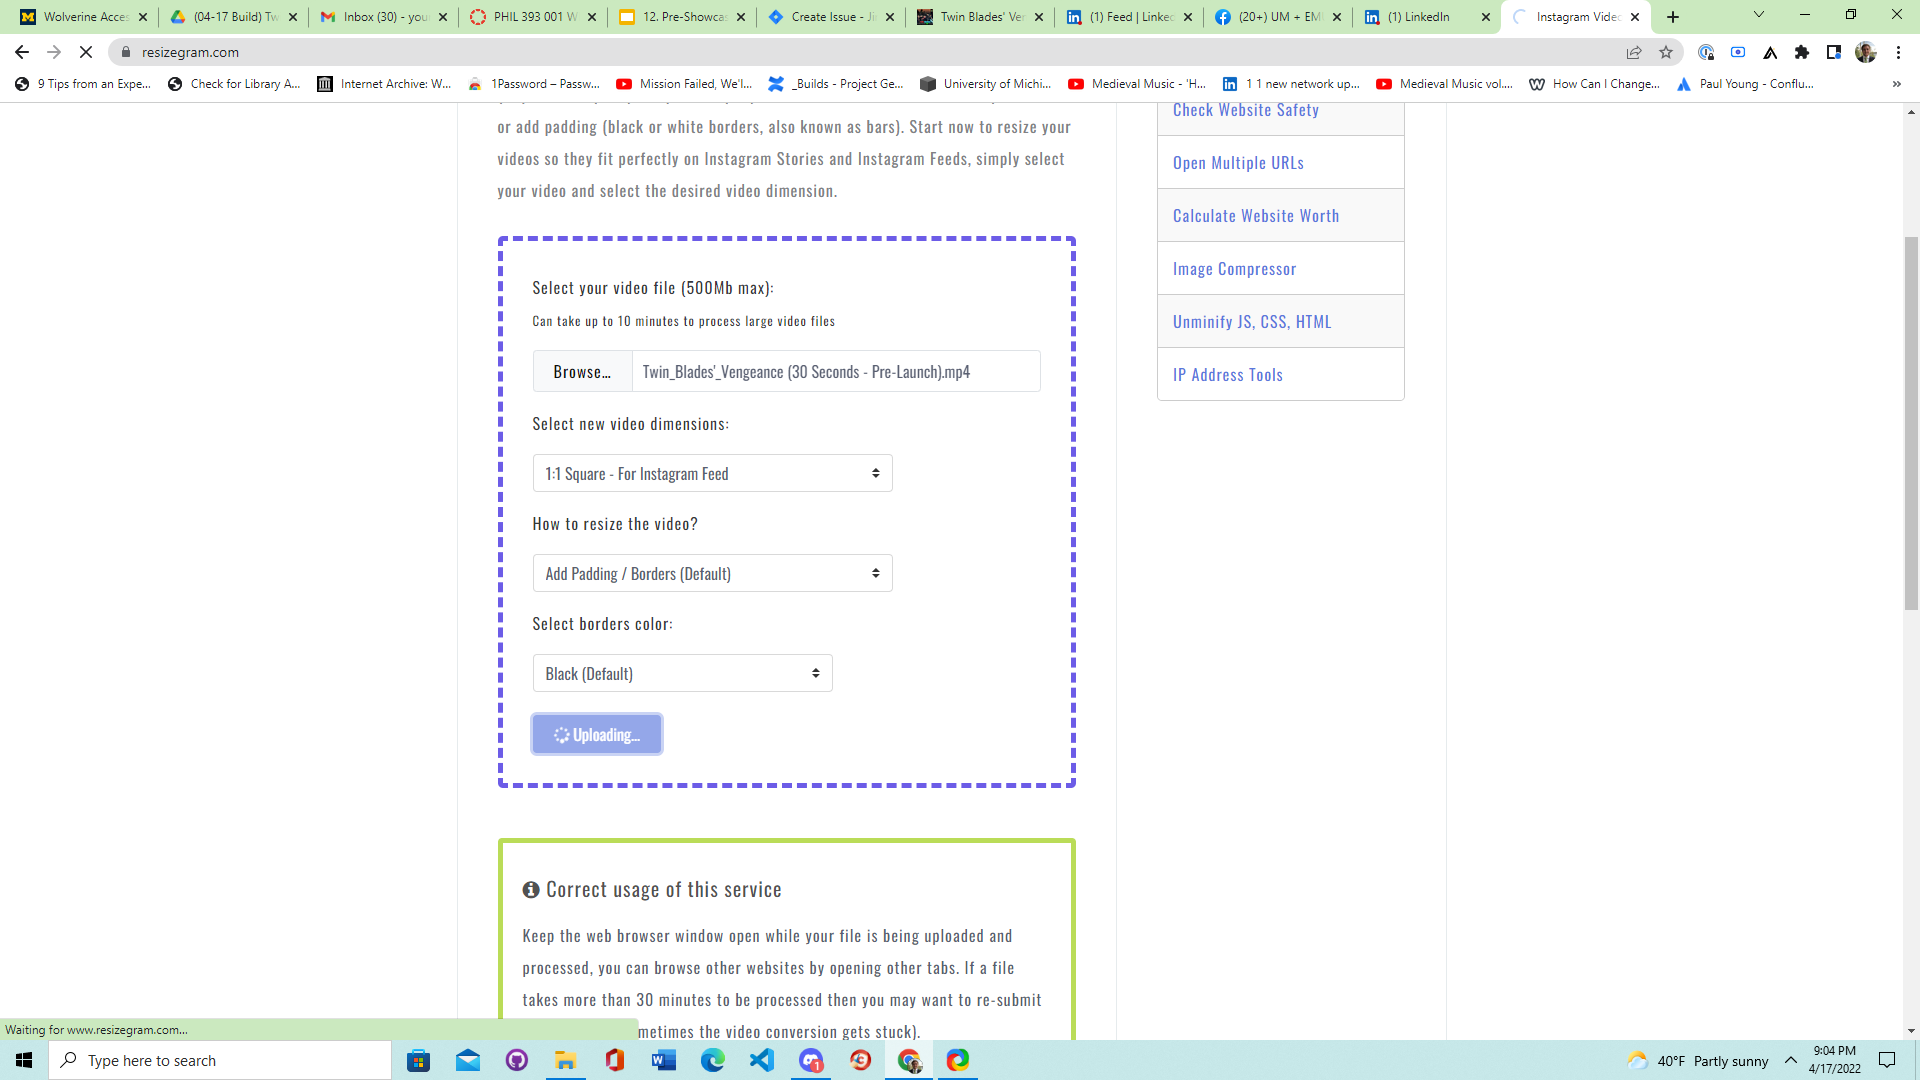 Wolverine Acces
(04-17 Build) Tw
Inbox (30) - you
PHIL 393 001 W
12. Pre-Showcas
Create Issue - Ji
Twin Blades' Ven
(1) Feed | Linked
(20+) UM + EMU
(1) LinkedIn
Instagram Video
resizegram.com
9 Tips from an Expe...
Check for Library A...
Internet Archive: W...
1Password – Passw...
Mission Failed, We'l...
_Builds - Project Ge...
University of Michi...
Medieval Music - 'H...
1 1 new network up...
Medieval Music vol....
How Can I Change...
Paul Young - Conflu...
»
or add padding (black or white borders, also known as bars). Start now to resize your
videos so they fit perfectly on Instagram Stories and Instagram Feeds, simply select
your video and select the desired video dimension.
Select your video file (500Mb max):
Can take up to 10 minutes to process large video files
Browse...
Twin_Blades'_Vengeance (30 Seconds - Pre-Launch).mp4
Select new video dimensions:
1:1 Square - For Instagram Feed
How to resize the video?
Add Padding / Borders (Default)
Select borders color:
Black (Default)
Uploading...
Correct usage of this service
Keep the web browser window open while your file is being uploaded and
processed, you can browse other websites by opening other tabs. If a file
takes more than 30 minutes to be processed then you may want to re-submit
metimes the video conversion gets stuck).
Check Website Safety
Open Multiple URLs
Calculate Website Worth
Image Compressor
Unminify JS, CSS, HTML
IP Address Tools
Waiting for www.resizegram.com...
Type here to search
1
40°F Partly sunny
9:04 PM
4/17/2022